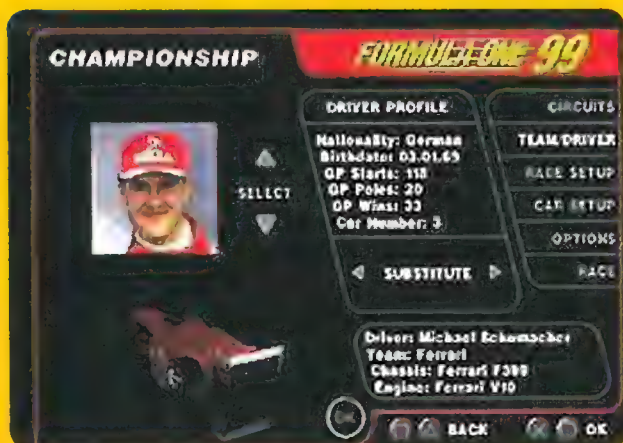 CHAMPIONSHIP
FORMULA ONE 99
DRIVER PROFILE
Nationality: German
Birthdate: 03.01.69
GP Starts: 118
GP Poles: 20
GP Wins: 33
Car Number: 3
SELECT
SUBSTITUTE
CIRCUITS
TEAM/DRIVER
RACE SETUP
CAR SETUP
OPTIONS
RACE
Driver: Michael Schumacher
Team: Ferrari
Chassis: Ferrari F399
Engine: Ferrari V10
BACK
OK